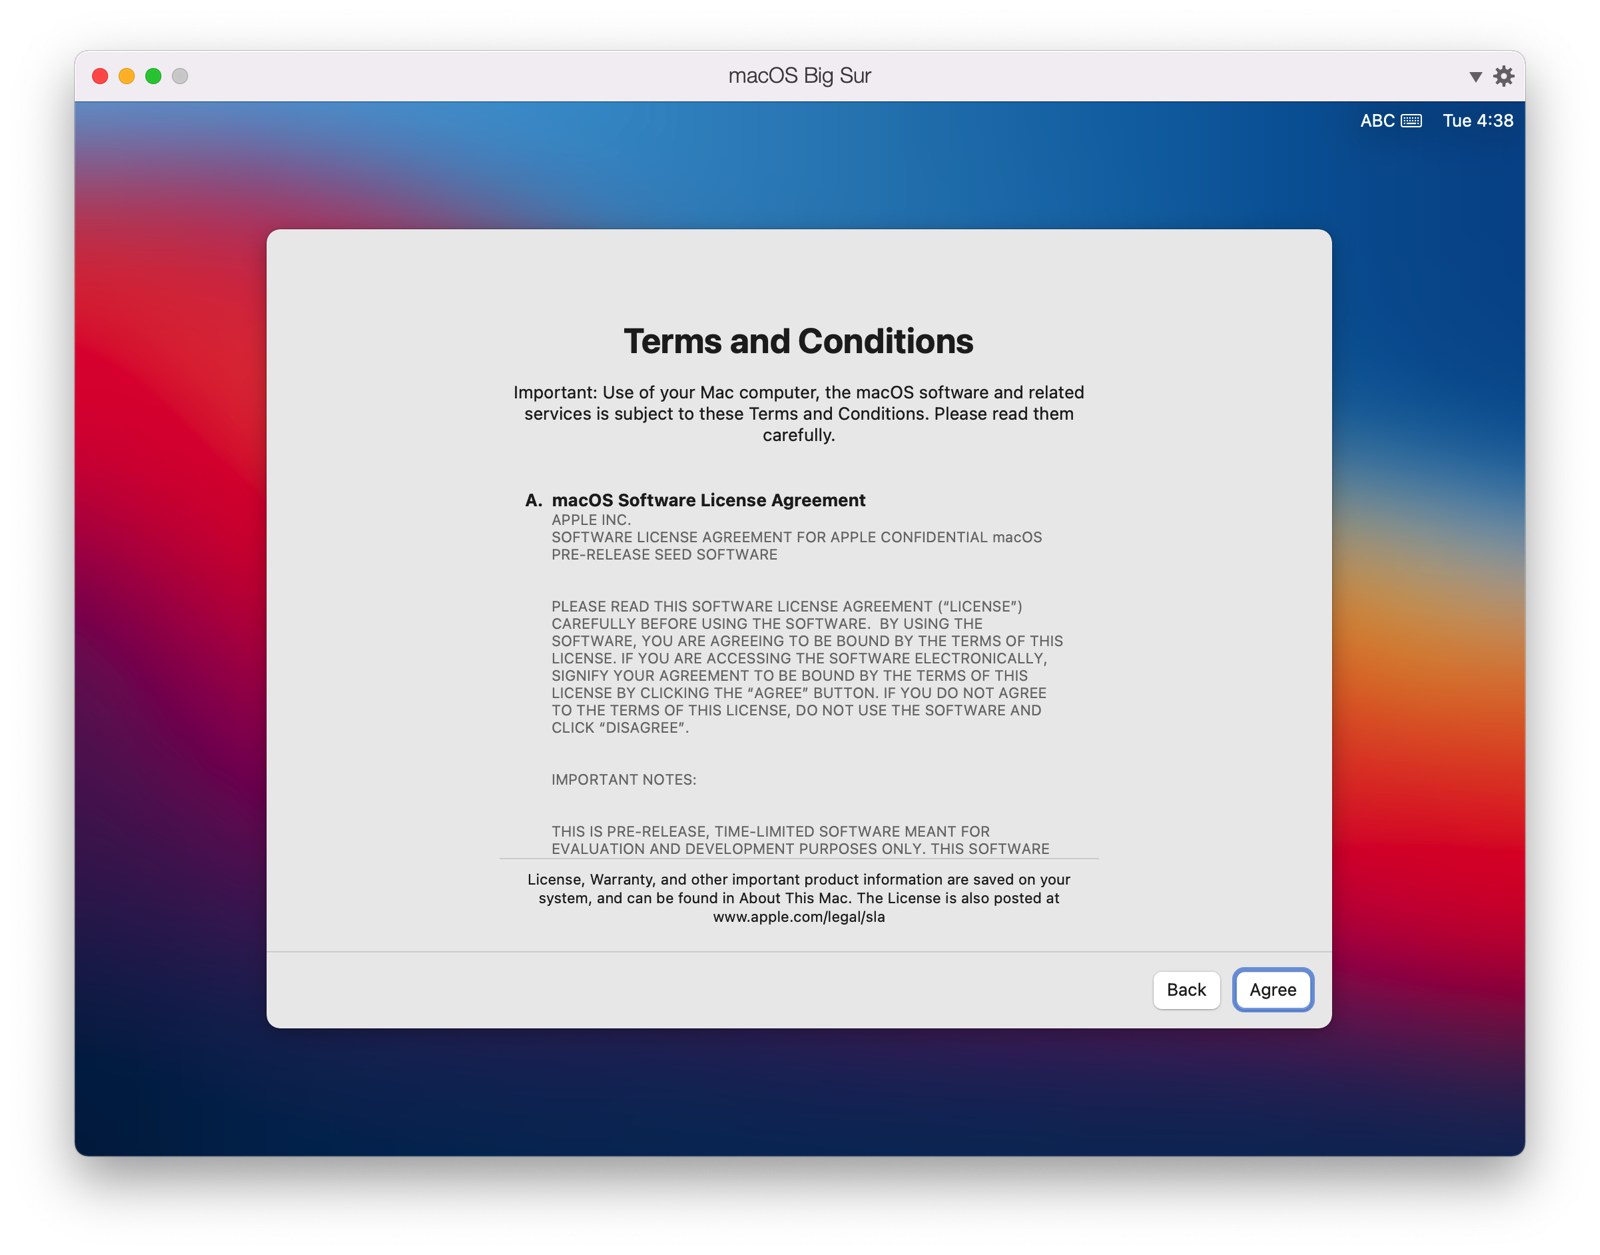 macOS Big Sur
ABC Tue 4:38
Terms and Conditions
Important: Use of your Mac computer, the macOS software and related
services is subject to these Terms and Conditions. Please read them
carefully.
A. macOS Software License Agreement
APPLE INC.
SOFTWARE LICENSE AGREEMENT FOR APPLE CONFIDENTIAL macOS
PRE-RELEASE SEED SOFTWARE
PLEASE READ THIS SOFTWARE LICENSE AGREEMENT (“LICENSE”)
CAREFULLY BEFORE USING THE SOFTWARE.  BY USING THE
SOFTWARE, YOU ARE AGREEING TO BE BOUND BY THE TERMS OF THIS
LICENSE. IF YOU ARE ACCESSING THE SOFTWARE ELECTRONICALLY,
SIGNIFY YOUR AGREEMENT TO BE BOUND BY THE TERMS OF THIS
LICENSE BY CLICKING THE “AGREE” BUTTON. IF YOU DO NOT AGREE
TO THE TERMS OF THIS LICENSE, DO NOT USE THE SOFTWARE AND
CLICK “DISAGREE”.
IMPORTANT NOTES:
THIS IS PRE-RELEASE, TIME-LIMITED SOFTWARE MEANT FOR
EVALUATION AND DEVELOPMENT PURPOSES ONLY. THIS SOFTWARE
License, Warranty, and other important product information are saved on your
system, and can be found in About This Mac. The License is also posted at
www.apple.com/legal/sla
Back Agree